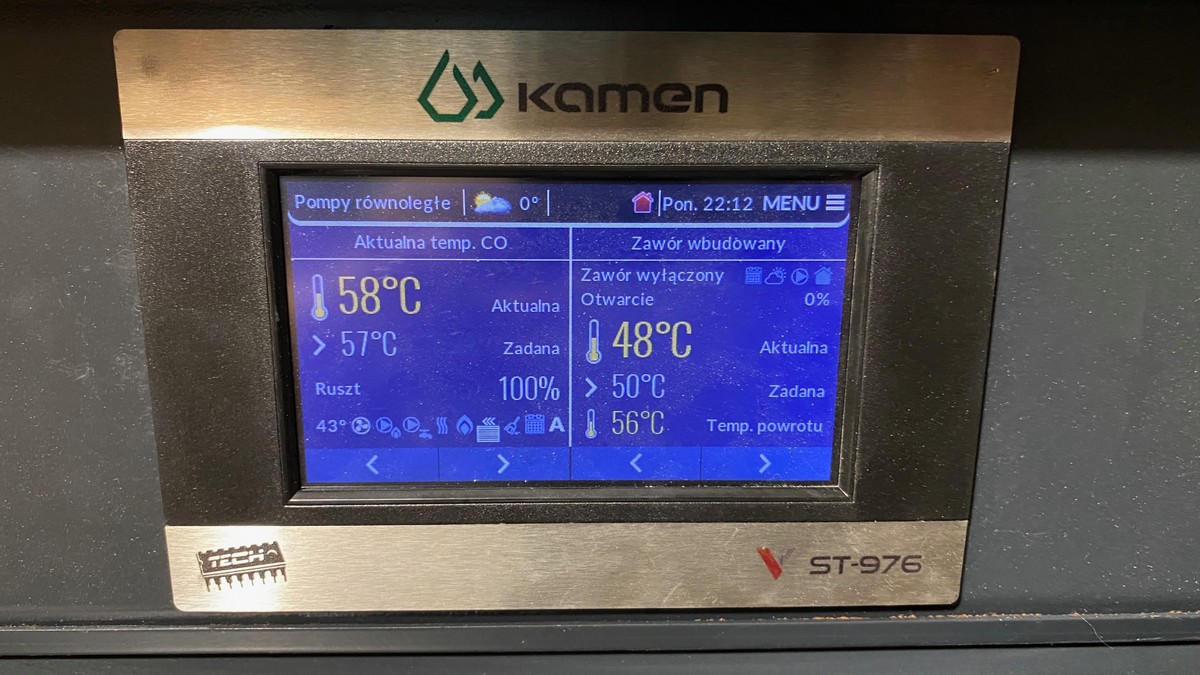 kamen
Pompy równoległe 0° Pon. 22:12 MENU
Aktualna temp. CO
58°C Aktualna
> 57°C Zadana
Ruszt 100%
43° A
Zawór wbudowany
Zawór wyłączony
Otwarcie 0%
48°C Aktualna
> 50°C Zadana
56°C Temp. powrotu
< > < >
TECH
ST-976